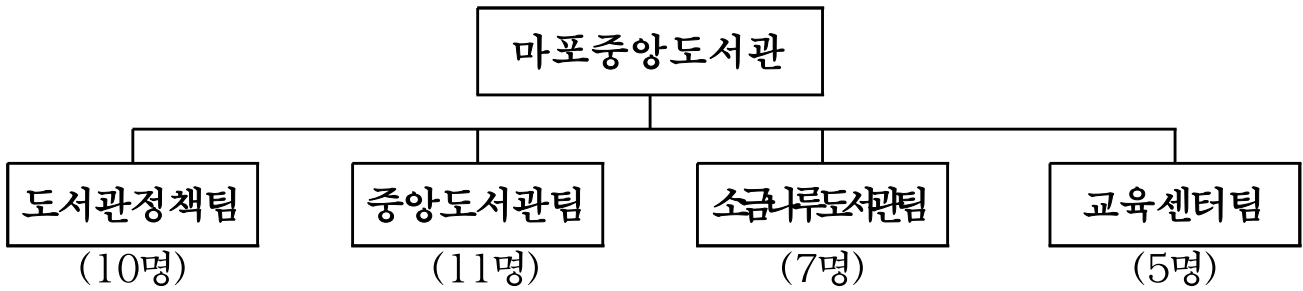 마포중앙도서관
도서관정책팀 중앙도서관팀 소금나루도서관팀 교육센터팀
(10명) (11명) (7명) (5명)